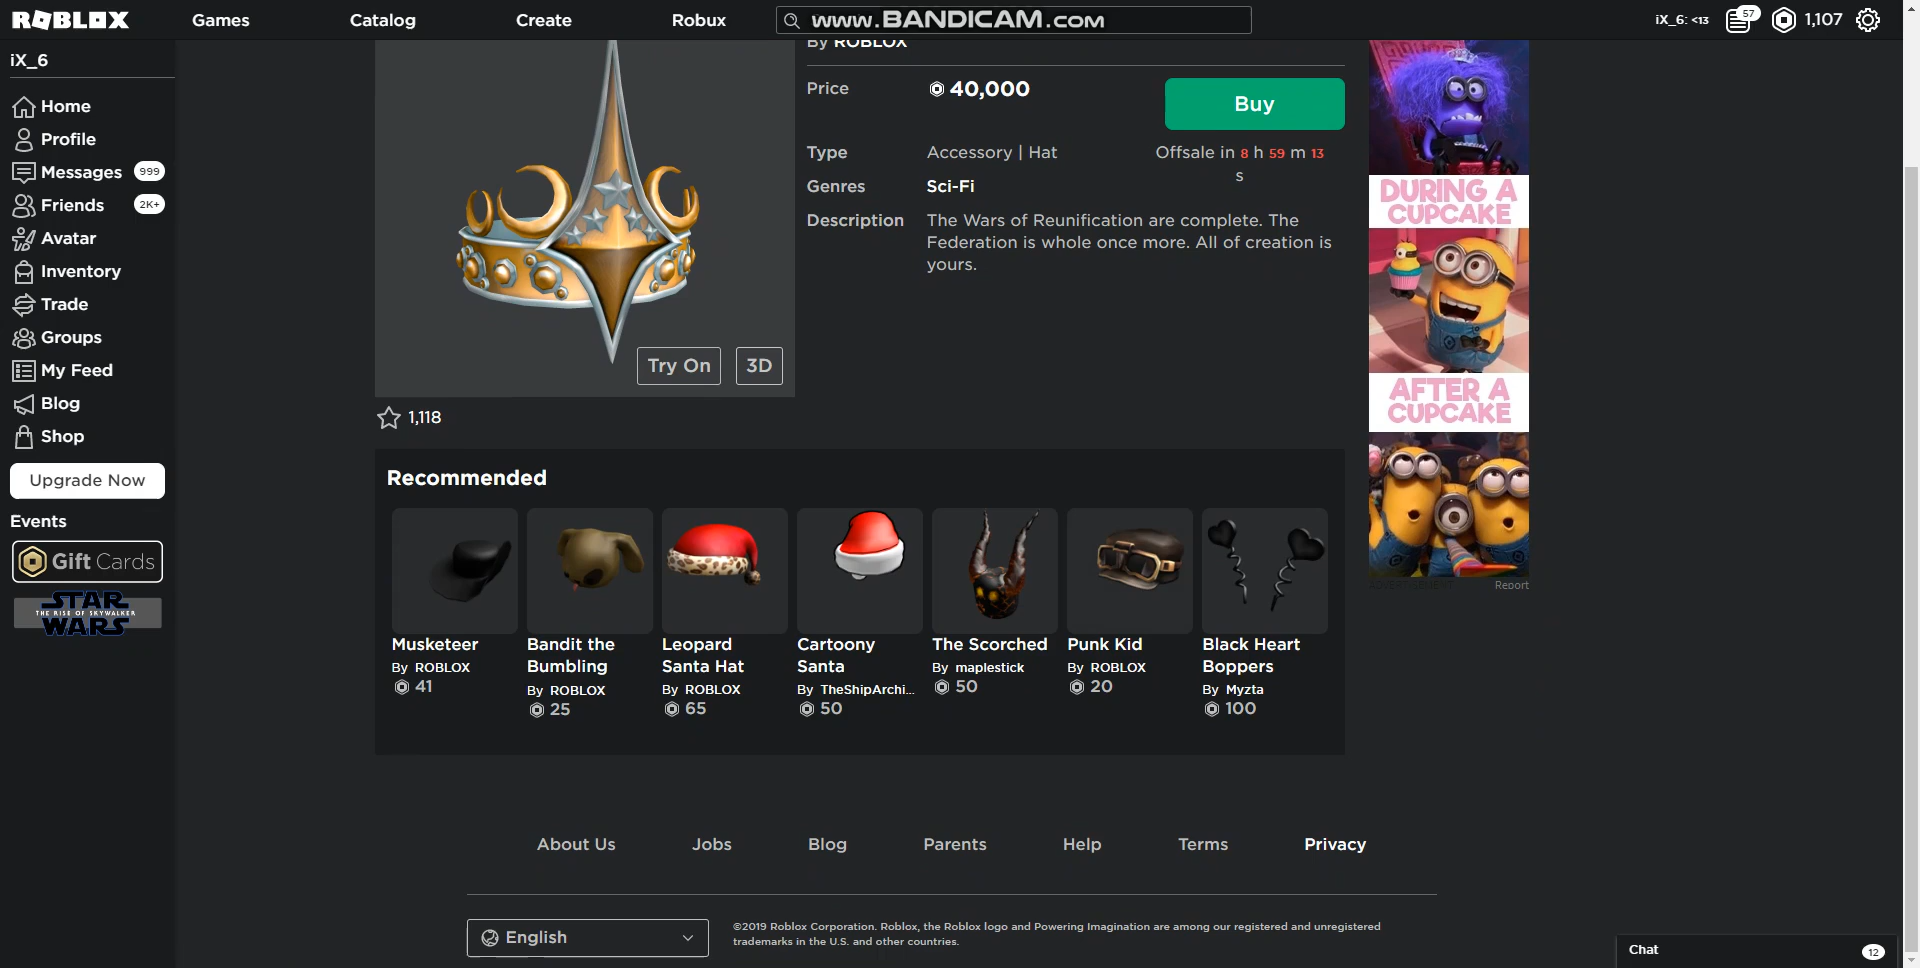 ROBLOX
Games
Catalog
Create
Robux
www.BANDICAM.com
iX_6: <13
57
1,107
iX_6
Home
Profile
Messages
999
Friends
2K+
Avatar
Inventory
Trade
Groups
My Feed
Blog
Shop
Upgrade Now
Events
Gift Cards
STAR
THE RISE OF SKYWALKER
WARS
By ROBLOX
Price
40,000
Buy
Type
Accessory | Hat
Offsale in 8 h 59 m 13
s
Genres
Sci-Fi
Description
The Wars of Reunification are complete. The
Federation is whole once more. All of creation is
yours.
Try On
3D
1,118
DURING A
CUPCAKE
AFTER A
CUPCAKE
ADVERTISEMENT
Report
Recommended
Musketeer
By ROBLOX
41
Bandit the
Bumbling
By ROBLOX
25
Leopard
Santa Hat
By ROBLOX
65
Cartoony
Santa
By TheShipArchi...
50
The Scorched
By maplestick
50
Punk Kid
By ROBLOX
20
Black Heart
Boppers
By Myzta
100
About Us
Jobs
Blog
Parents
Help
Terms
Privacy
English
©2019 Roblox Corporation. Roblox, the Roblox logo and Powering Imagination are among our registered and unregistered
trademarks in the U.S. and other countries.
Chat
12